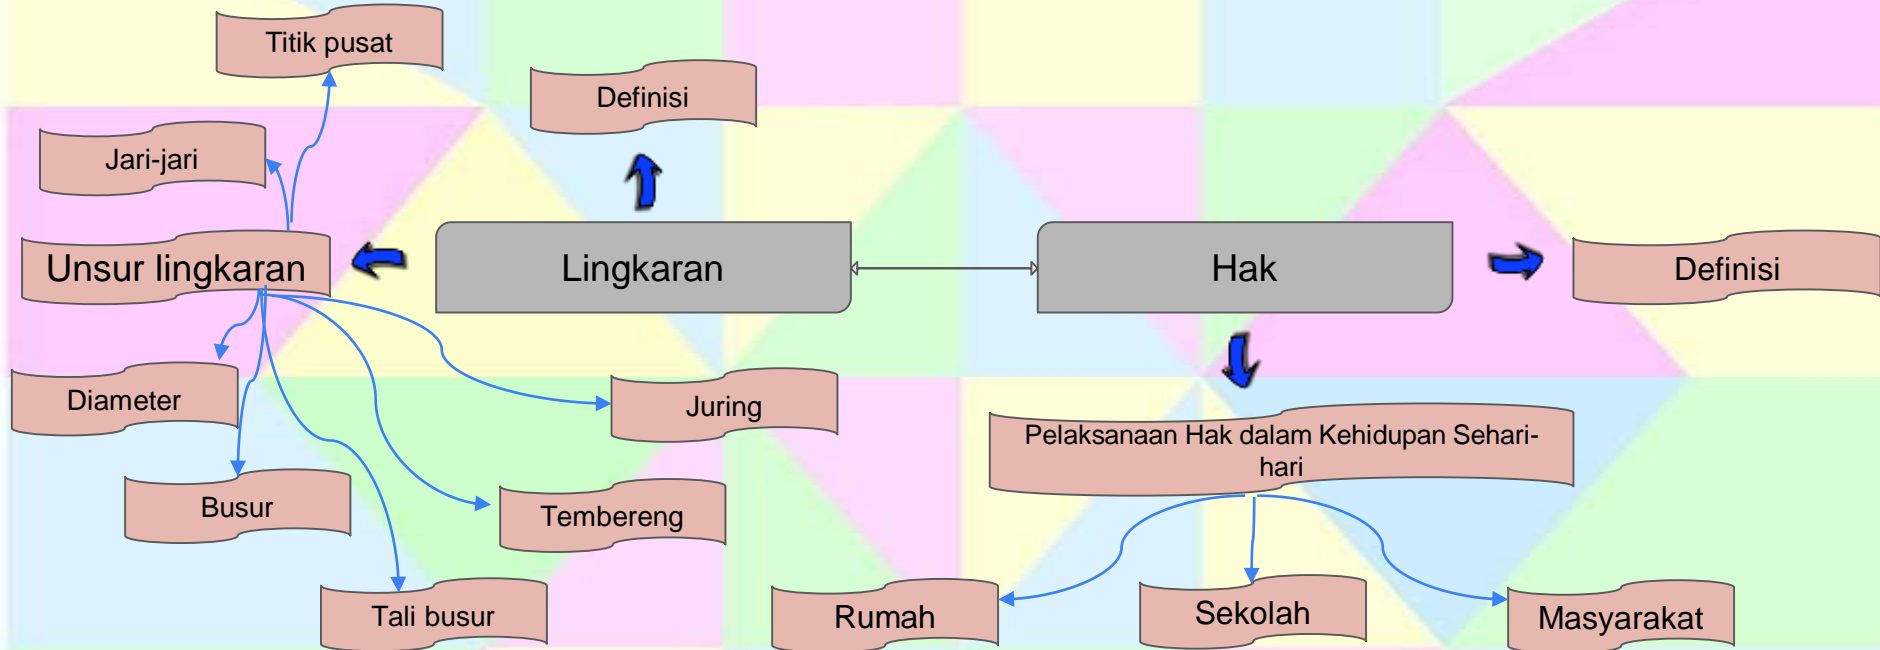 Titik pusat
Definisi
Jari-jari
Unsur lingkaran
Lingkaran
Hak
Definisi
Diameter
Juring
Pelaksanaan Hak dalam Kehidupan Sehari-
hari
Busur
Tembereng
Tali busur
Rumah
Sekolah
Masyarakat